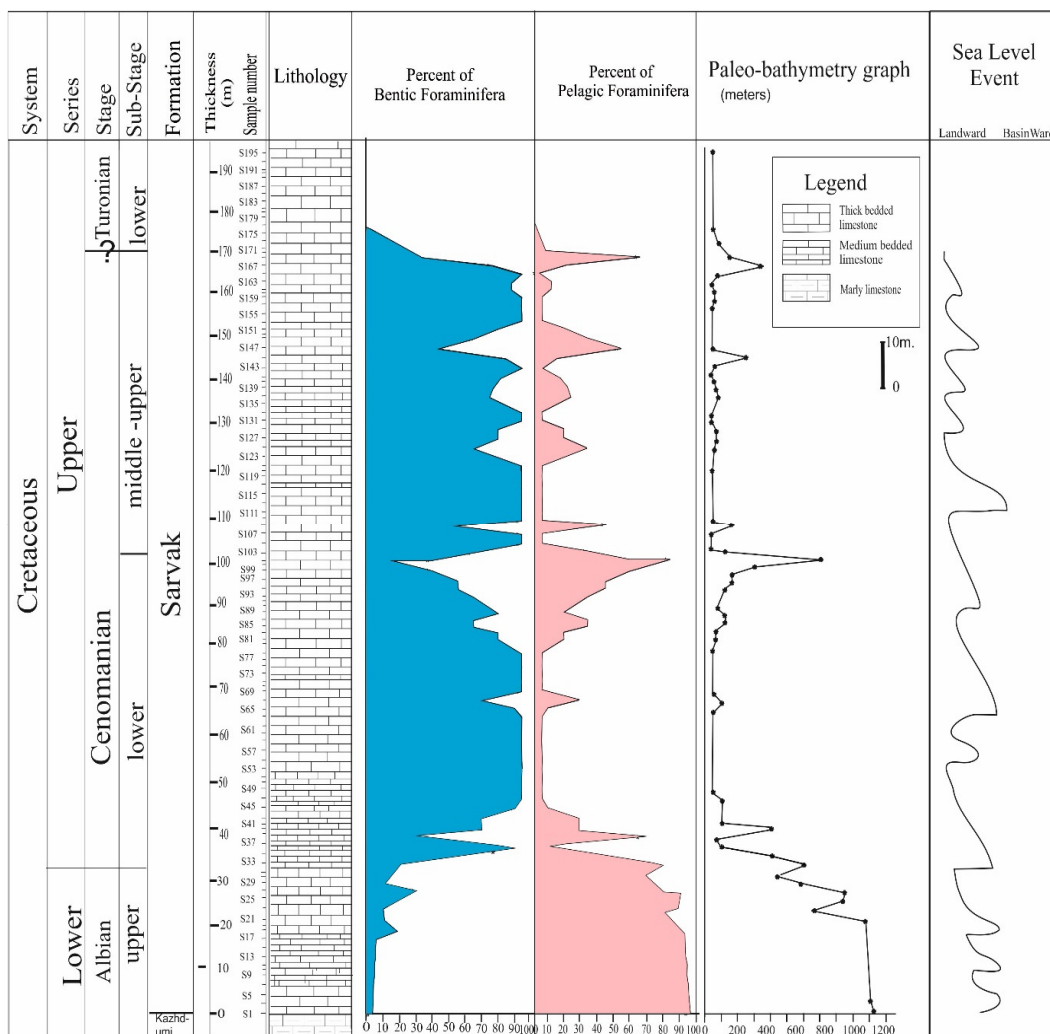 System
Series
Stage
Sub-Stage
Formation
Thickness
(m)
Sample number
Lithology
Percent of
Bentic Foraminifera
Percent of
Pelagic Foraminifera
Paleo-bathymetry graph
(meters)
Sea Level
Event
Landward
BasinWard
Cretaceous
Upper
Lower
Turonian
?
Cenomanian
Albian
lower
middle -upper
lower
upper
Sarvak
Kazhd-
umi
190
180
170
160
150
140
130
120
110
100
90
80
70
60
50
40
30
20
10
0
S195
S191
S187
S183
S179
S175
S171
S167
S163
S159
S155
S151
S147
S143
S139
S135
S131
S127
S123
S119
S115
S111
S107
S103
S99
S97
S93
S89
S85
S81
S77
S73
S69
S65
S61
S57
S53
S49
S45
S41
S37
S33
S29
S25
S21
S17
S13
S9
S5
S1
Legend
Thick bedded
limestone
Medium bedded
limestone
Marly limestone
10m.
0
0 10 20 30 40 50 60 70 80 90 100
0 10 20 30 40 50 60 70 80 90 100
0 200 400 600 800 1000 1200